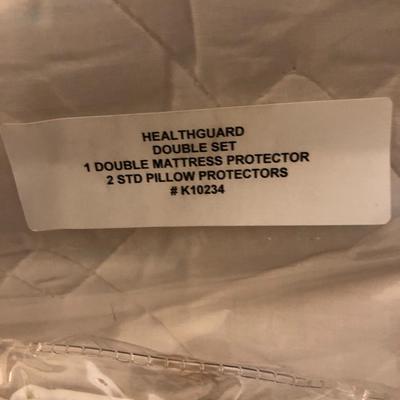 HEALTHGUARD
DOUBLE SET
1 DOUBLE MATTRESS PROTECTOR
2 STD PILLOW PROTECTORS
# K10234